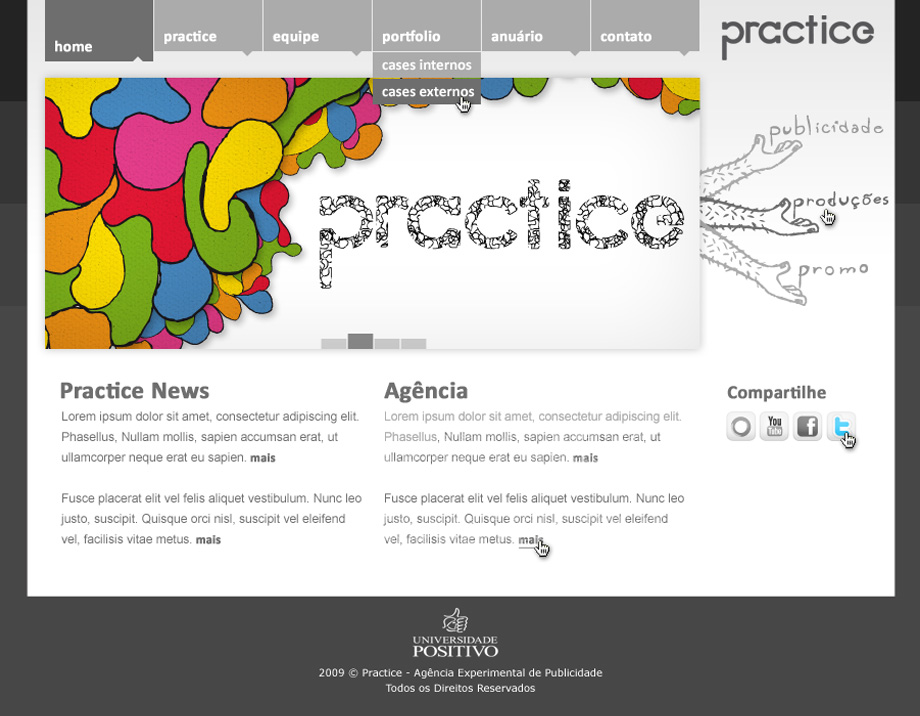 home
practice
equipe
portfolio
anuário
contato
practice
cases internos
cases externos
publicidade
practice
produções
promo
Practice News
Lorem ipsum dolor sit amet, consectetur adipiscing elit.
Phasellus, Nullam mollis, sapien accumsan erat, ut
ullamcorper neque erat eu sapien. mais
Fusce placerat elit vel felis aliquet vestibulum. Nunc leo
justo, suscipit. Quisque orci nisl, suscipit vel eleifend
vel, facilisis vitae metus. mais
Agência
Lorem ipsum dolor sit amet, consectetur adipiscing elit.
Phasellus, Nullam mollis, sapien accumsan erat, ut
ullamcorper neque erat eu sapien. mais
Fusce placerat elit vel felis aliquet vestibulum. Nunc leo
justo, suscipit. Quisque orci nisl, suscipit vel eleifend
vel, facilisis vitae metus. mais
Compartilhe
You
Tube
UNIVERSIDADE
POSITIVO
2009 © Practice - Agência Experimental de Publicidade
Todos os Direitos Reservados